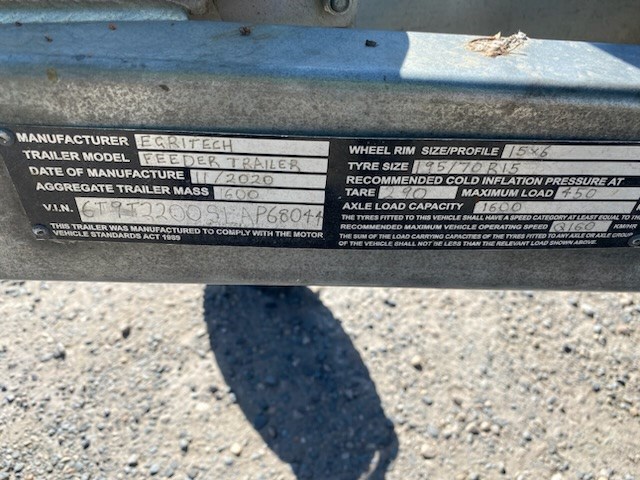 MANUFACTURER EGRITECH
TRAILER MODEL FEEDER TRAILER
DATE OF MANUFACTURE 11/2020
AGGREGATE TRAILER MASS 1600
V.I.N.
THIS TRAILER WAS MANUFACTURED TO COMPLY WITH THE MOTOR
VEHICLE STANDARDS ACT 1989
WHEEL RIM SIZE/PROFILE 15x6
TYRE SIZE 195/70R15
RECOMMENDED COLD INFLATION PRESSURE AT
TARE MAXIMUM LOAD 450
AXLE LOAD CAPACITY 1600
THE TYRES FITTED TO THIS VEHICLE SHALL HAVE A SPEED CATEGORY AT LEAST EQUAL TO THE
RECOMMENDED MAXIMUM VEHICLE OPERATING SPEED Q160 KM/HR
THE SUM OF THE LOAD CARRYING CAPACITIES OF THE TYRES FITTED TO ANY AXLE OR AXLE GROUP
OF THE VEHICLE SHALL NOT BE LESS THAN THE RELEVANT LOAD SHOWN ABOVE.